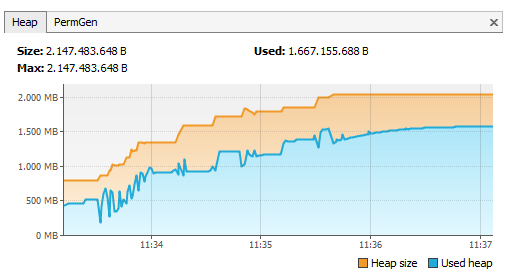 Heap PermGen
Size: 2.147.483.648 B Used: 1.667.155.688 B
Max: 2.147.483.648 B
2.000 MB
1.500 MB
1.000 MB
500 MB
0 MB
11:34 11:35 11:36 11:37
Heap size Used heap